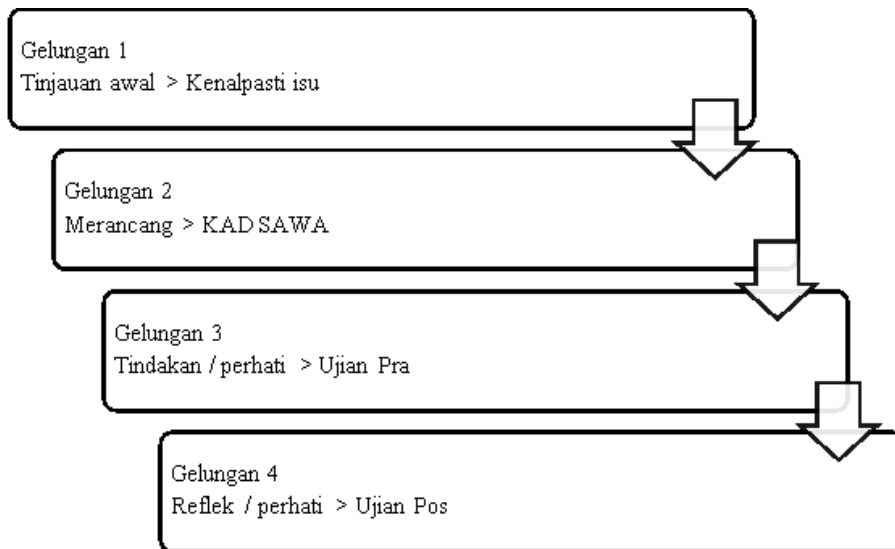 Gelungan 1
Tinjauan awal > Kenalpasti isu
Gelungan 2
Merancang > KAD SAWA
Gelungan 3
Tindakan / perhati > Ujian Pra
Gelungan 4
Reflek / perhati > Ujian Pos